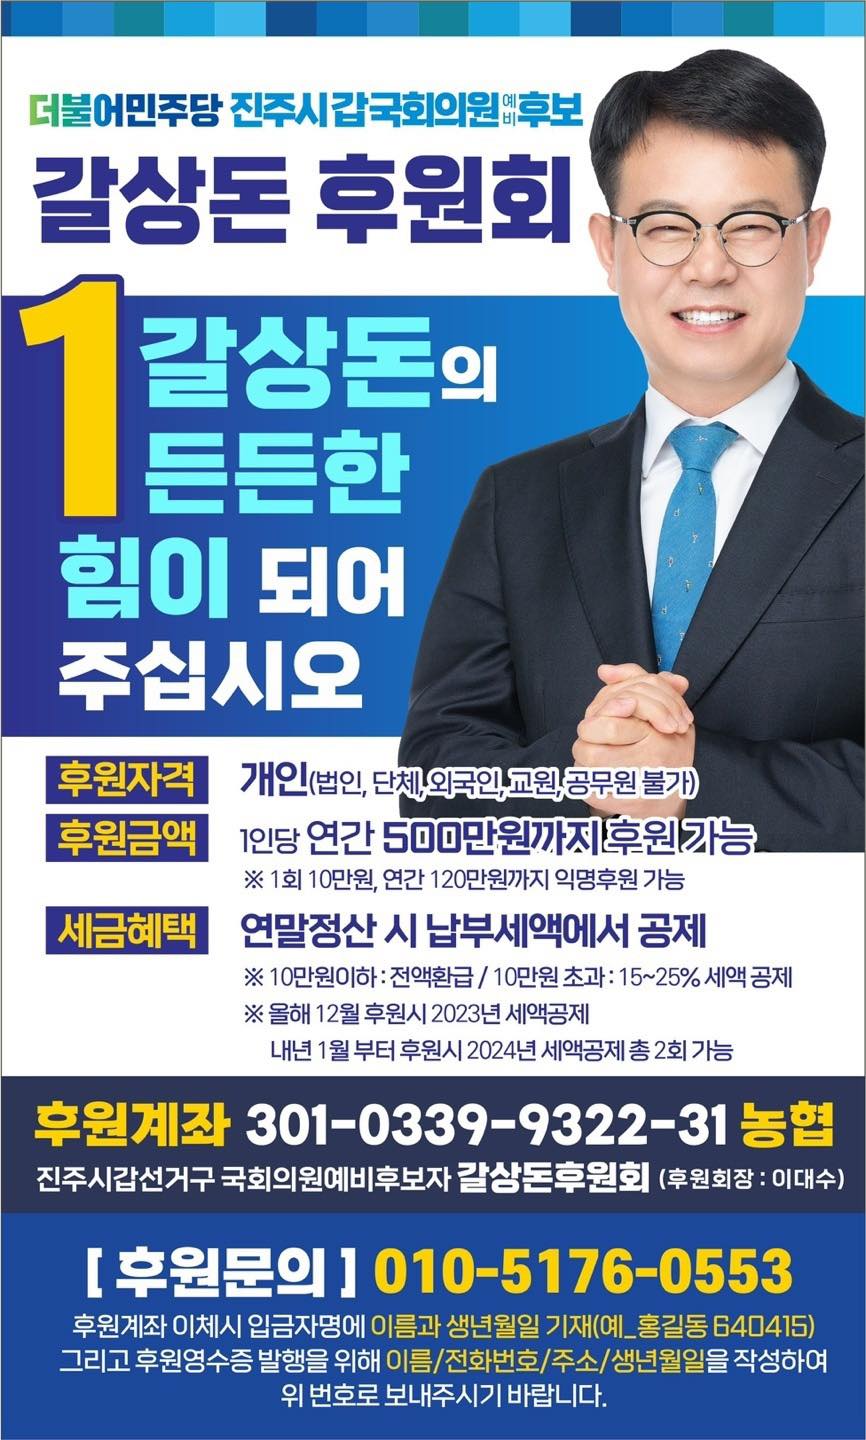 더불어민주당 진주시갑국회의원예비후보
갈상돈 후원회
1 갈상돈의
든든한
힘이 되어
주십시오
후원자격 개인(법인, 단체, 외국인, 교원, 공무원 불가)
후원금액 1인당 연간 500만원까지 후원 가능
※ 1회 10만원, 연간 120만원까지 익명후원 가능
세금혜택 연말정산 시 납부세액에서 공제
※ 10만원이하 : 전액환급 / 10만원 초과 : 15~25% 세액 공제
※ 올해 12월 후원시 2023년 세액공제
내년 1월 부터 후원시 2024년 세액공제 총 2회 가능
후원계좌 301-0339-9322-31 농협
진주시갑선거구 국회의원예비후보자 갈상돈후원회 (후원회장 : 이대수)
[ 후원문의 ] 010-5176-0553
후원계좌 이체시 입금자명에 이름과 생년월일 기재(예_홍길동 640415)
그리고 후원영수증 발행을 위해 이름/전화번호/주소/생년월일을 작성하여
위 번호로 보내주시기 바랍니다.